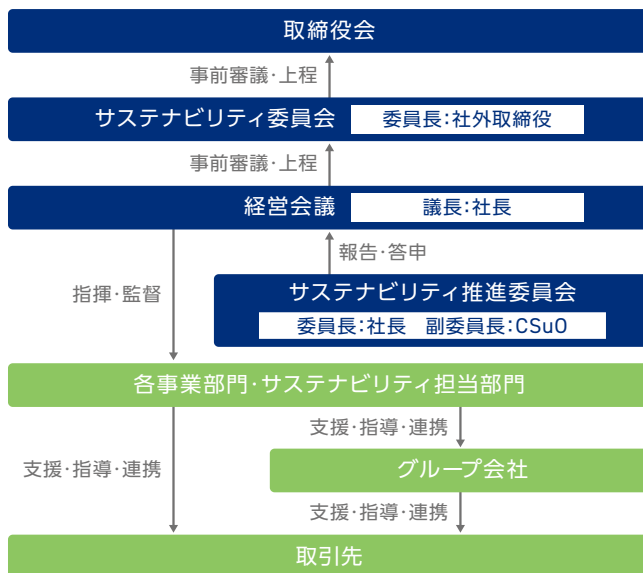 取締役会
事前審議・上程
サステナビリティ委員会 委員長：社外取締役
事前審議・上程
経営会議 議長：社長
報告・答申
指揮・監督
サステナビリティ推進委員会
委員長：社長　副委員長：CSuO
各事業部門・サステナビリティ担当部門
支援・指導・連携
支援・指導・連携
グループ会社
支援・指導・連携
取引先